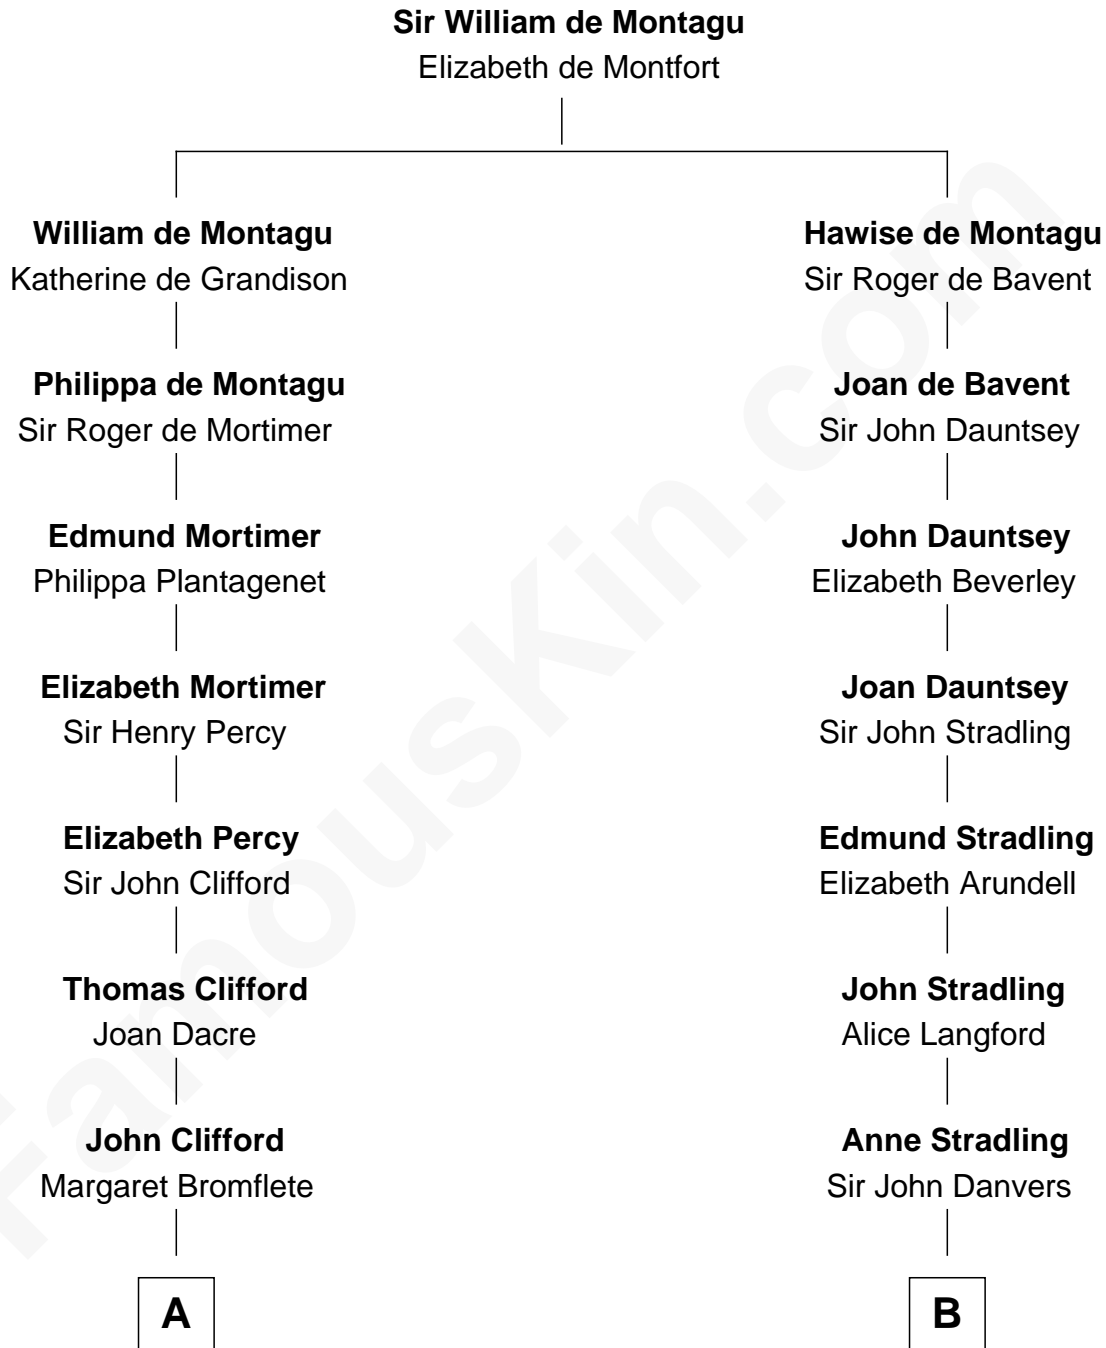 Sir William de Montagu
Elizabeth de Montfort
William de Montagu
Katherine de Grandison
Hawise de Montagu
Sir Roger de Bavent
Philippa de Montagu
Sir Roger de Mortimer
Joan de Bavent
Sir John Dauntsey
Edmund Mortimer
Philippa Plantagenet
John Dauntsey
Elizabeth Beverley
Elizabeth Mortimer
Sir Henry Percy
Joan Dauntsey
Sir John Stradling
Elizabeth Percy
Sir John Clifford
Edmund Stradling
Elizabeth Arundell
Thomas Clifford
Joan Dacre
John Stradling
Alice Langford
John Clifford
Margaret Bromflete
Anne Stradling
Sir John Danvers
A
B
FamousKin.com